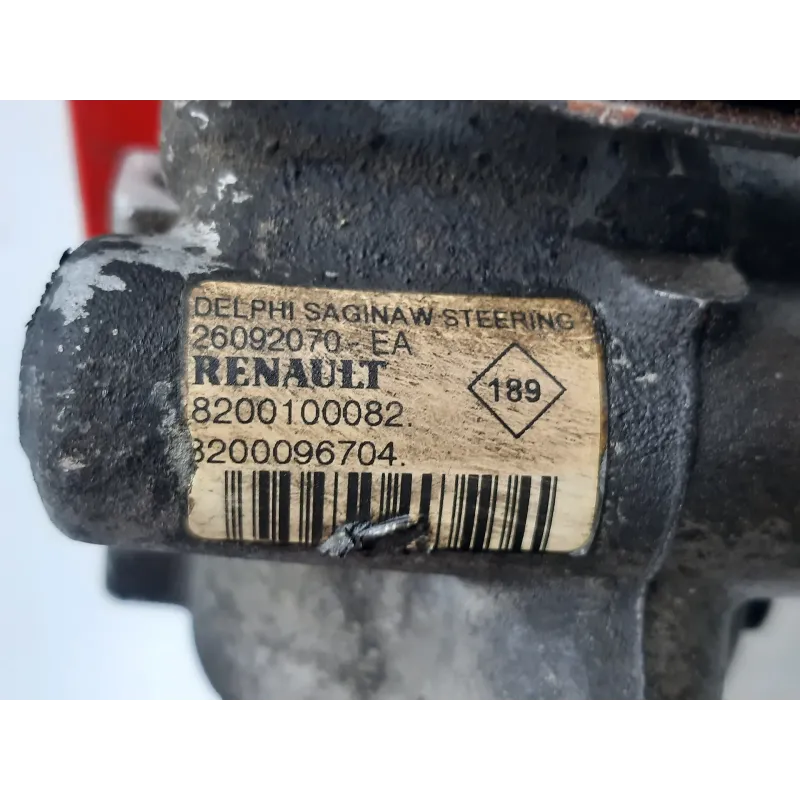 DELPHI SAGINAW STEERING
26092070-EA
RENAULT
189
8200100082.
8200096704.